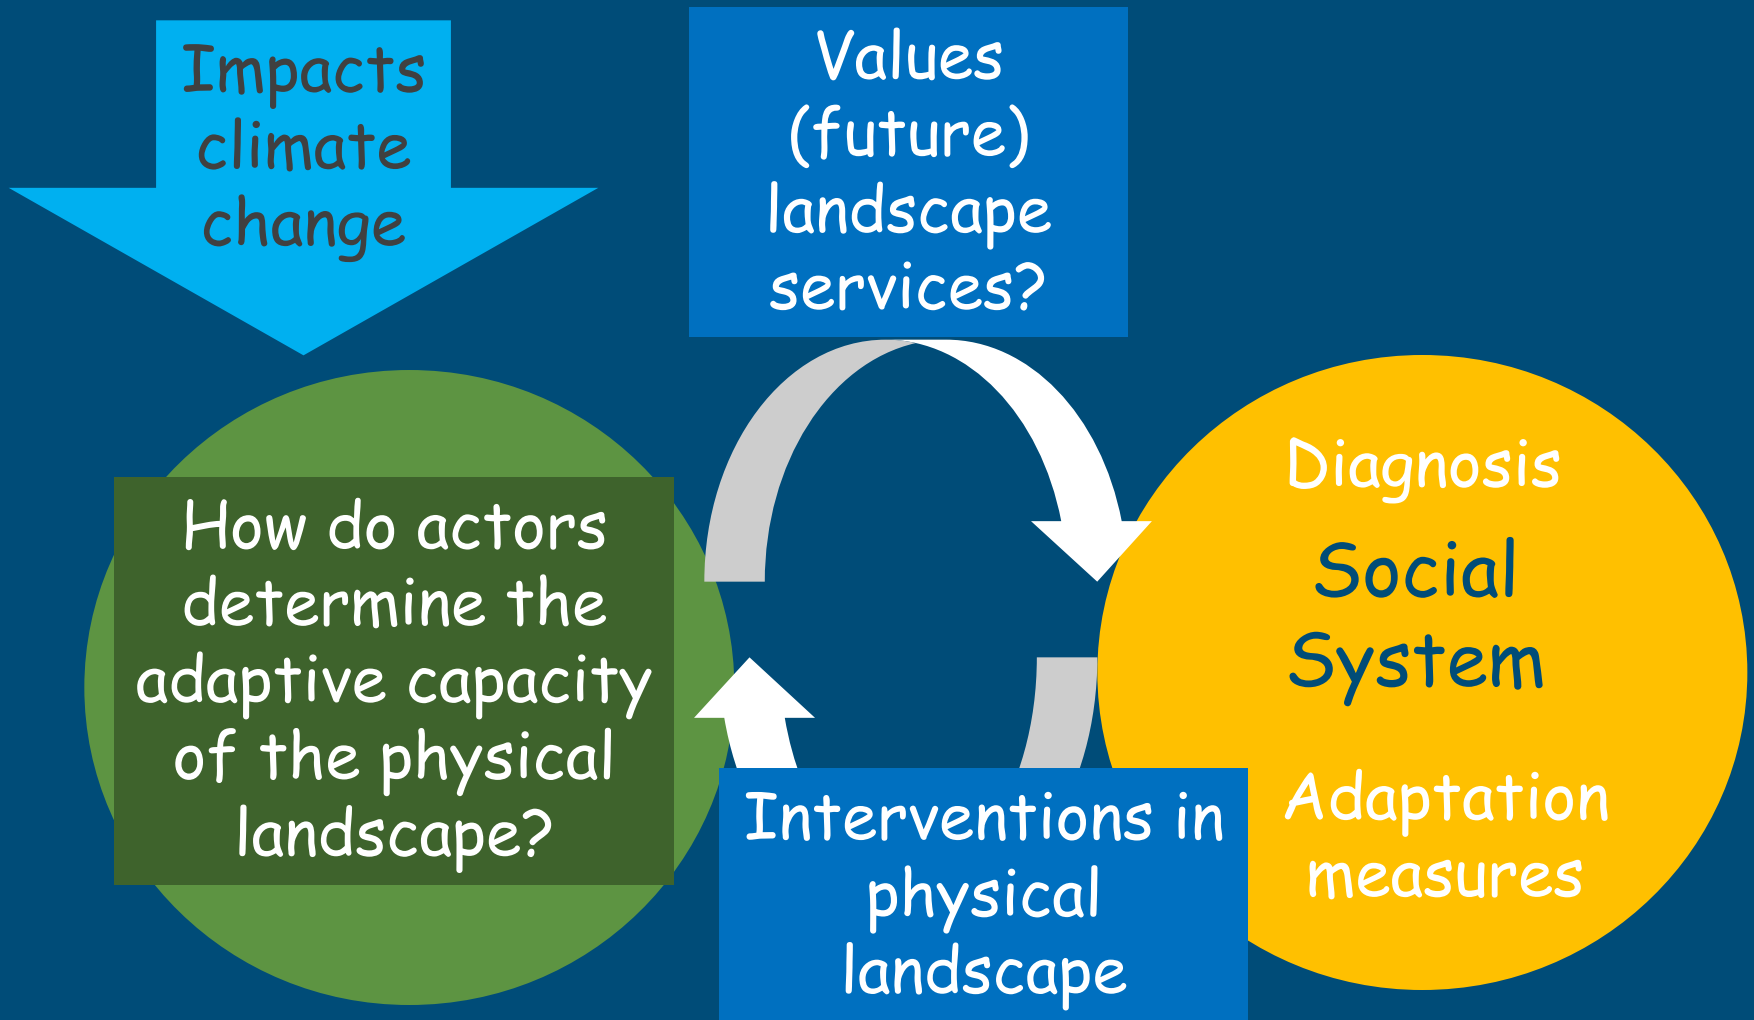 Impacts
climate
change
Values
(future)
landscape
services?
How do actors
determine the
adaptive capacity
of the physical
landscape?
Diagnosis
Social
System
Adaptation
measures
Interventions in
physical
landscape